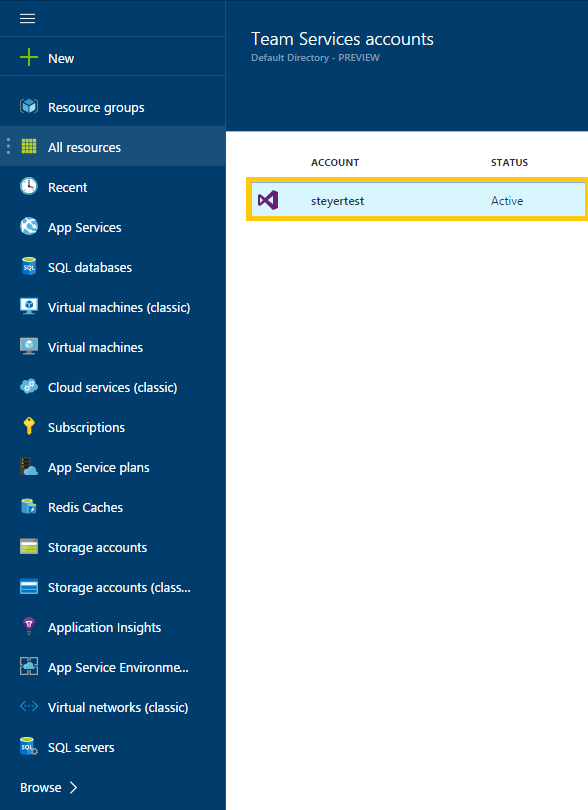 Team Services accounts
Default Directory - PREVIEW
New
Resource groups
All resources
Recent
App Services
SQL databases
Virtual machines (classic)
Virtual machines
Cloud services (classic)
Subscriptions
App Service plans
Redis Caches
Storage accounts
Storage accounts (class...
Application Insights
App Service Environme...
Virtual networks (classic)
SQL servers
Browse
ACCOUNT STATUS
steyertest Active